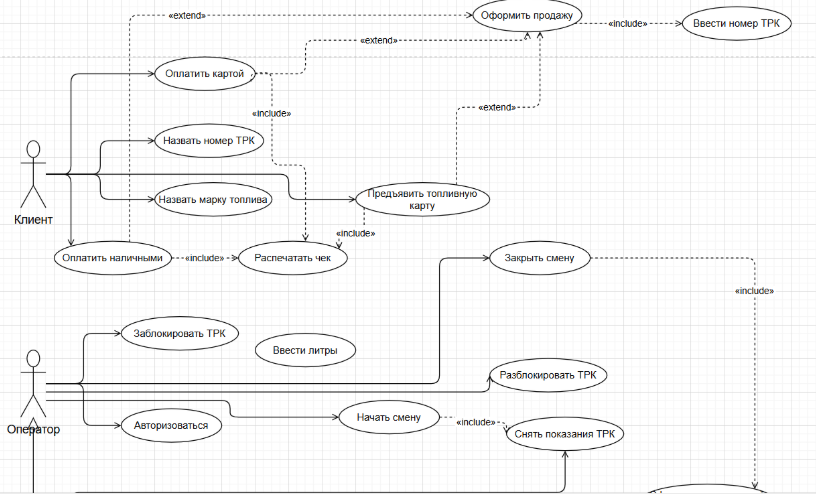 «extend»
Оформить продажу
«include»
Ввести номер ТРК
«extend»
Оплатить картой
«include»
«extend»
Назвать номер ТРК
Назвать марку топлива
Предъявить топливную
карту
Клиент
«include»
Оплатить наличными
«include»
Распечатать чек
Закрыть смену
«include»
Заблокировать ТРК
Ввести литры
Разблокировать ТРК
Оператор
Авторизоваться
Начать смену
«include»
Снять показания ТРК